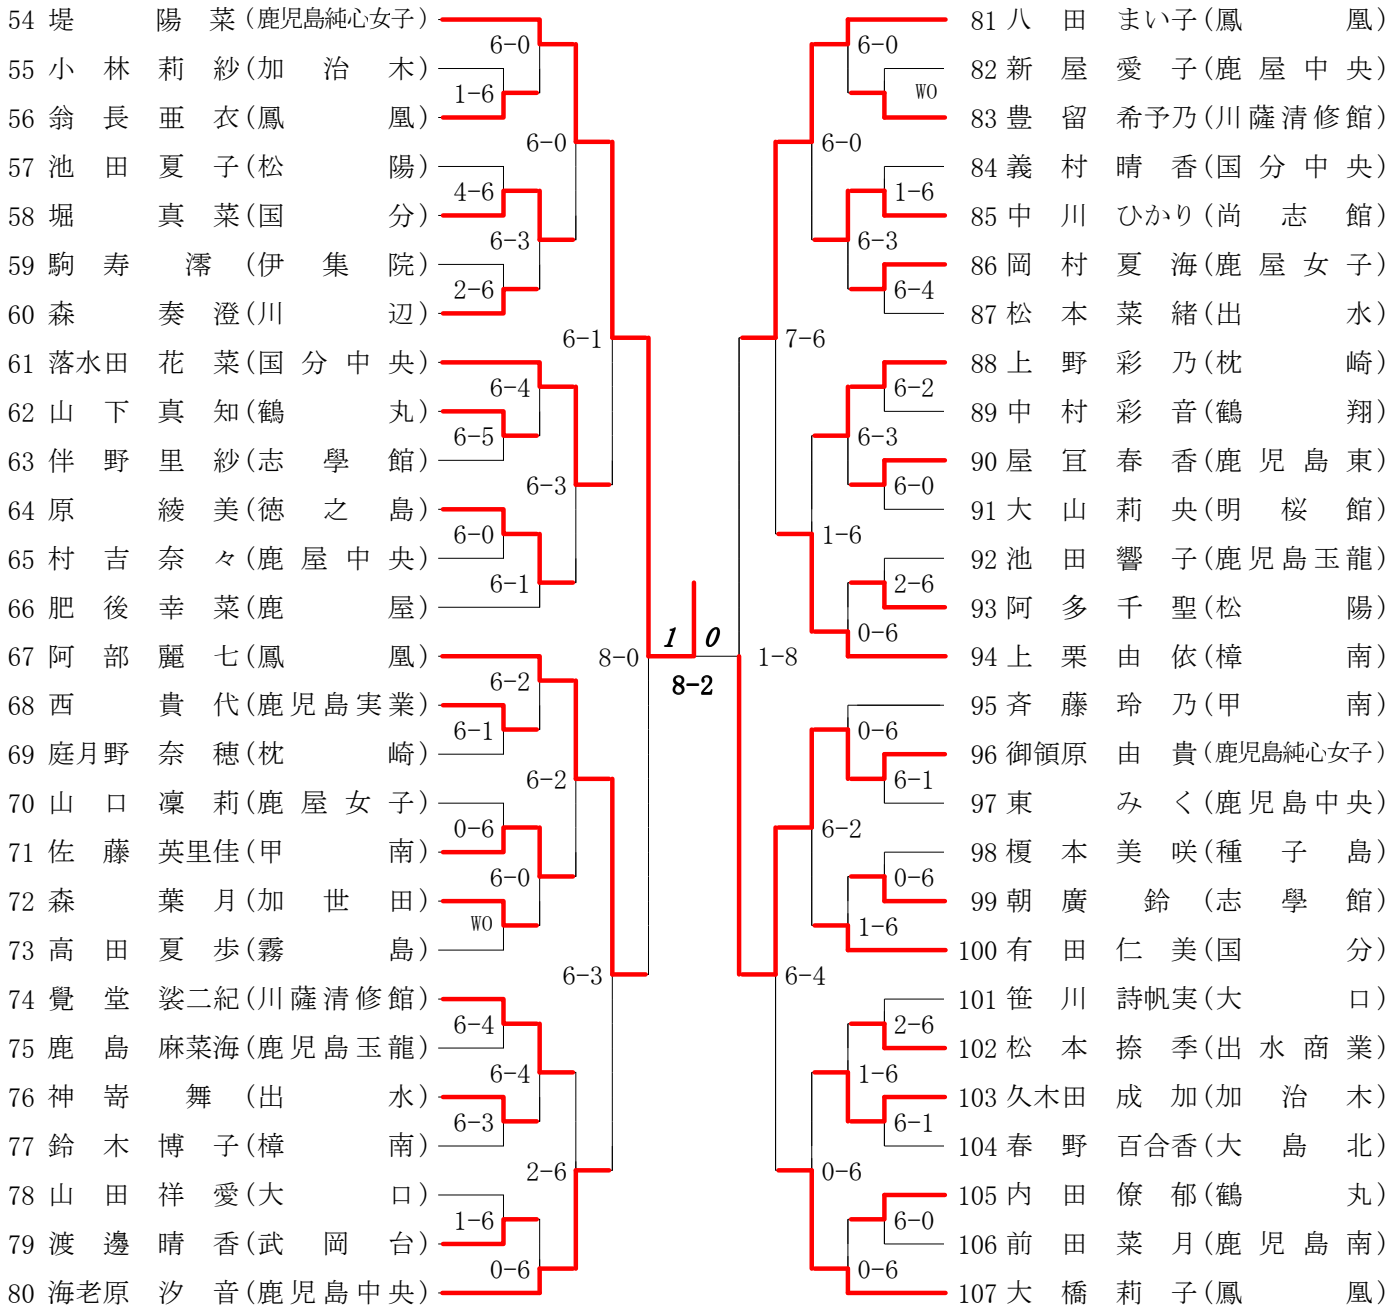 54 堤 陽 菜(鹿児島純心女子)
6-0
55 小 林 莉 紗(加 治 木)
1-6
56 翁 長 亜 衣(鳳 凰)
6-0
57 池 田 夏 子(松 陽)
4-6
58 堀 真 菜(国 分)
6-3
59 駒 寿 澪 (伊 集 院)
2-6
60 森 奏 澄(川 辺)
6-1
61 落水田 花 菜(国 分 中 央)
6-4
62 山 下 真 知(鶴 丸)
6-5
63 伴 野 里 紗(志 學 館)
6-3
64 原 綾 美(徳 之 島)
6-0
65 村 吉 奈 々(鹿 屋 中 央)
6-1
66 肥 後 幸 菜(鹿 屋)
8-0
67 阿 部 麗 七(鳳 凰)
6-2
68 西 貴 代(鹿児島実業)
6-1
69 庭月野 奈 穂(枕 崎)
6-2
70 山 口 凜 莉(鹿 屋 女 子)
0-6
71 佐 藤 英里佳(甲 南)
6-0
72 森 葉 月(加 世 田)
WO
73 高 田 夏 歩(霧 島)
6-3
74 覺 堂 裟二紀(川薩清修館)
6-4
75 鹿 島 麻菜海(鹿児島玉龍)
6-4
76 神 嵜 舞 (出 水)
6-3
77 鈴 木 博 子(樟 南)
2-6
78 山 田 祥 愛(大 口)
1-6
79 渡 邊 晴 香(武 岡 台)
0-6
80 海老原 汐 音(鹿児島中央)
1 0
8-2
81 八 田 まい子(鳳 凰)
6-0
82 新 屋 愛 子(鹿 屋 中 央)
WO
83 豊 留 希予乃(川薩清修館)
6-0
84 義 村 晴 香(国 分 中 央)
1-6
85 中 川 ひかり(尚 志 館)
6-3
86 岡 村 夏 海(鹿 屋 女 子)
6-4
87 松 本 菜 緒(出 水)
7-6
88 上 野 彩 乃(枕 崎)
6-2
89 中 村 彩 音(鶴 翔)
6-3
90 屋 冝 春 香(鹿 児 島 東)
6-0
91 大 山 莉 央(明 桜 館)
1-6
92 池 田 響 子(鹿児島玉龍)
2-6
93 阿 多 千 聖(松 陽)
0-6
94 上 栗 由 依(樟 南)
1-8
95 斉 藤 玲 乃(甲 南)
0-6
96 御領原 由 貴(鹿児島純心女子)
6-1
97 東 み く(鹿児島中央)
6-2
98 榎 本 美 咲(種 子 島)
0-6
99 朝 廣 鈴 (志 學 館)
1-6
100 有 田 仁 美(国 分)
6-4
101 笹 川 詩帆実(大 口)
2-6
102 松 本 捺 季(出 水 商 業)
1-6
103 久木田 成 加(加 治 木)
6-1
104 春 野 百合香(大 島 北)
0-6
105 内 田 僚 郁(鶴 丸)
6-0
106 前 田 菜 月(鹿 児 島 南)
0-6
107 大 橋 莉 子(鳳 凰)